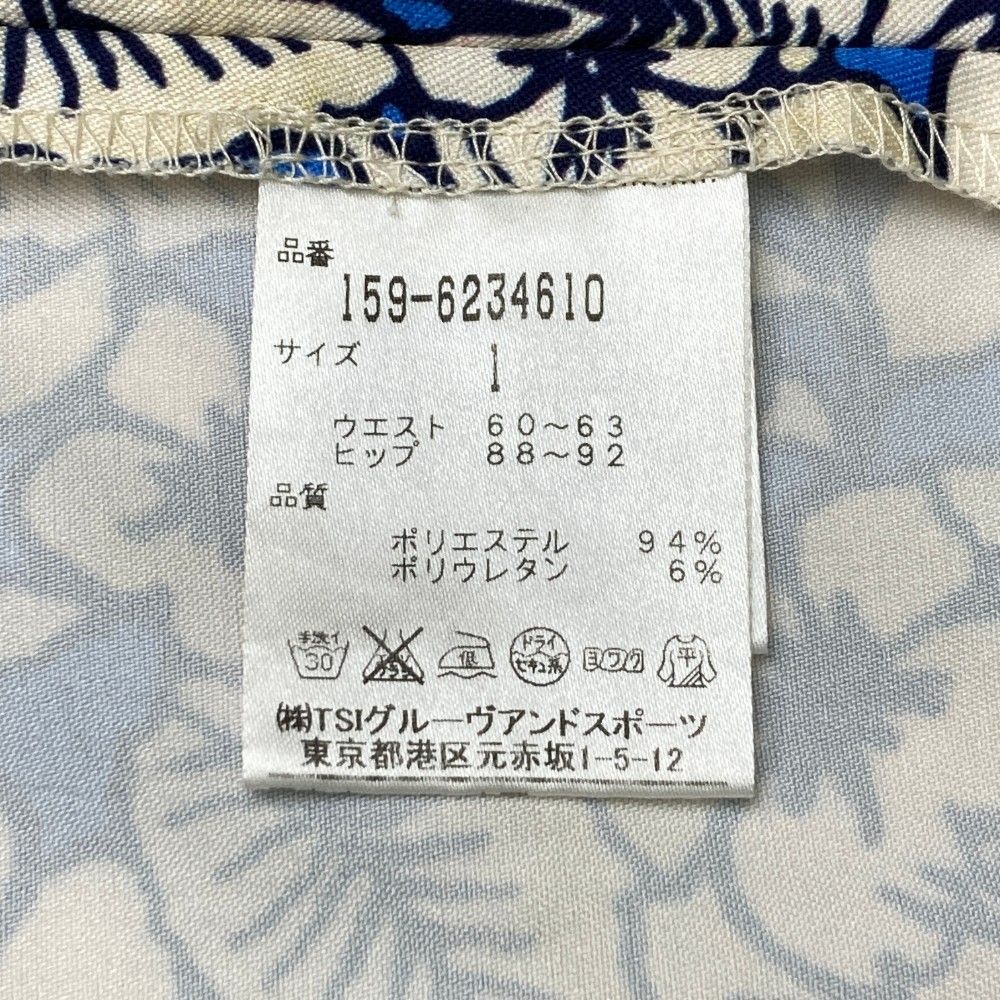 品番
159-6234610
サイズ 1
ウエスト 60～63
ヒップ 88～92
品質
ポリエステル 94%
ポリウレタン 6%
手洗イ 30 低 ドライ セキユ系 ヨワク 平
㈱TSIグルーヴアンドスポーツ
東京都港区元赤坂1-5-12